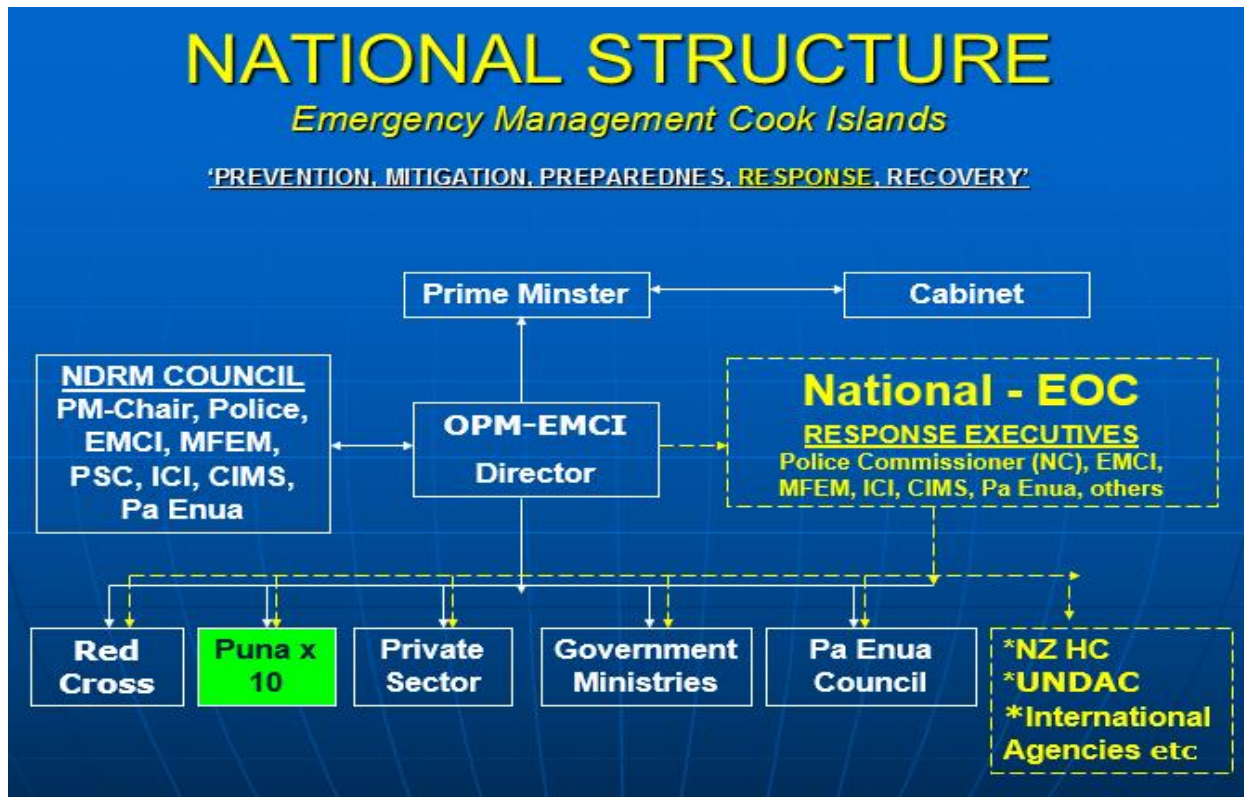 NATIONAL STRUCTURE
Emergency Management Cook Islands
‘PREVENTION, MITIGATION, PREPAREDNES, RESPONSE, RECOVERY’
Prime Minster
Cabinet
NDRM COUNCIL
PM-Chair, Police,
EMCI, MFEM,
PSC, ICI, CIMS,
Pa Enua
OPM-EMCI
Director
National - EOC
RESPONSE EXECUTIVES
Police Commissioner (NC), EMCI,
MFEM, ICI, CIMS, Pa Enua, others
Red
Cross
Puna x
10
Private
Sector
Government
Ministries
Pa Enua
Council
*NZ HC
*UNDAC
*International
Agencies etc